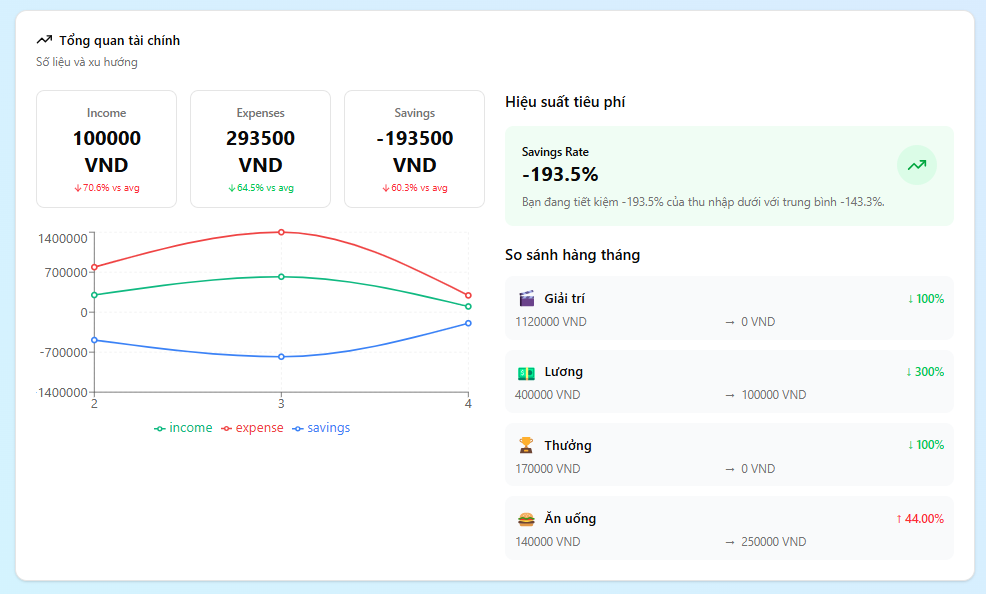 Tổng quan tài chính
Số liệu và xu hướng
Income
100000
VND
↓70.6% vs avg
Expenses
293500
VND
↓64.5% vs avg
Savings
-193500
VND
↓60.3% vs avg
1400000
700000
0
-700000
-1400000
2
3
4
income
expense
savings
Hiệu suất tiêu phí
Savings Rate
-193.5%
Bạn đang tiết kiệm -193.5% của thu nhập dưới với trung bình -143.3%.
So sánh hàng tháng
Giải trí
↓100%
1120000 VND → 0 VND
Lương
↓300%
400000 VND → 100000 VND
Thưởng
↓100%
170000 VND → 0 VND
Ăn uống
↑44.00%
140000 VND → 250000 VND